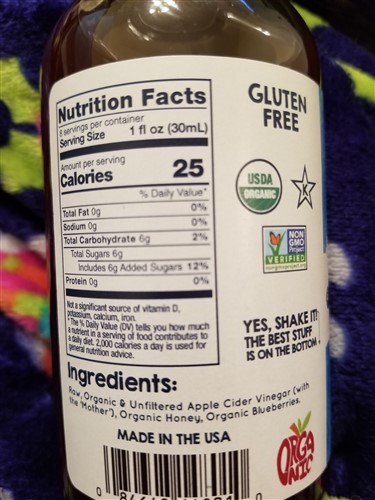 Nutrition Facts
8 servings per container
Serving Size 1 fl oz (30mL)
Amount per serving
Calories 25
% Daily Value*
Total Fat 0g 0%
Sodium 0g 0%
Total Carbohydrate 6g 2%
Total Sugars 6g
Includes 6g Added Sugars 12%
Protein 0g 0%
Not a significant source of vitamin D,
potassium, calcium, iron.
* The % Daily Value (DV) tells you how much
a nutrient in a serving of food contributes to
a daily diet. 2,000 calories a day is used for
general nutrition advice.
Ingredients:
Raw, Organic & Unfiltered Apple Cider Vinegar (with
the 'Mother'), Organic Honey, Organic Blueberries.
MADE IN THE USA
GLUTEN
FREE
USDA
ORGANIC
K
NON
GMO
Project
VERIFIED
nongmoproject.org
YES, SHAKE IT!
THE BEST STUFF
IS ON THE BOTTOM
ORGA
NIC